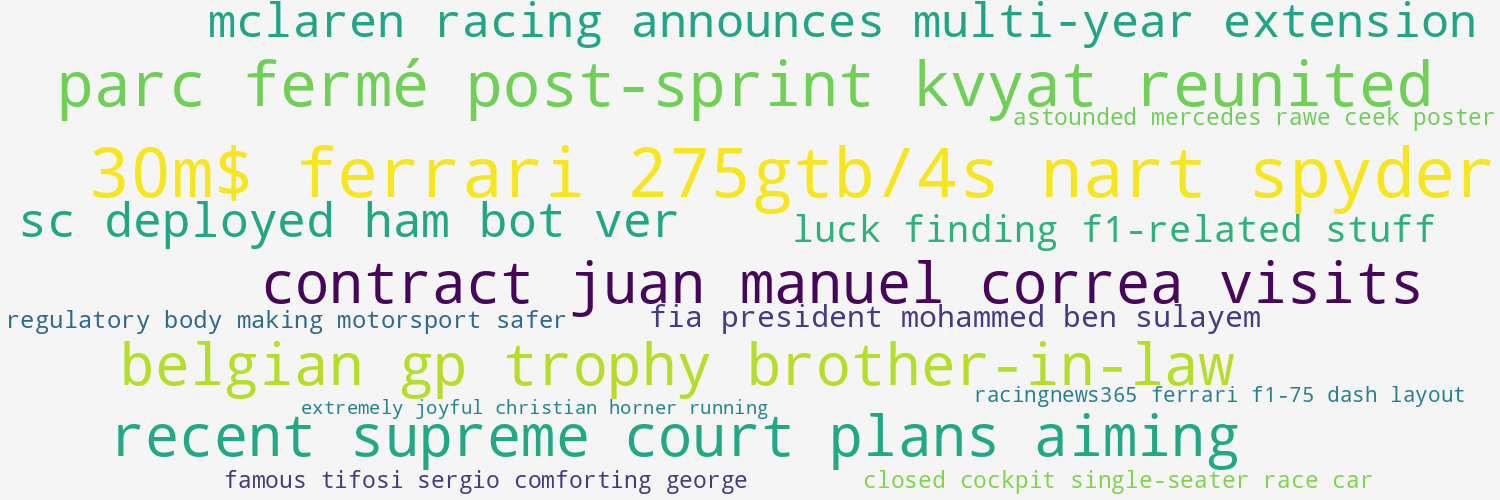 mclaren racing announces multi-year extension
parc fermé post-sprint kvyat reunited
astounded mercedes rawe ceek poster
30m$ ferrari 275gtb/4s nart spyder
sc deployed ham bot ver
luck finding f1-related stuff
contract juan manuel correa visits
regulatory body making motorsport safer
fia president mohammed ben sulayem
belgian gp trophy brother-in-law
racingnews365 ferrari f1-75 dash layout
extremely joyful christian horner running
recent supreme court plans aiming
famous tifosi sergio comforting george
closed cockpit single-seater race car